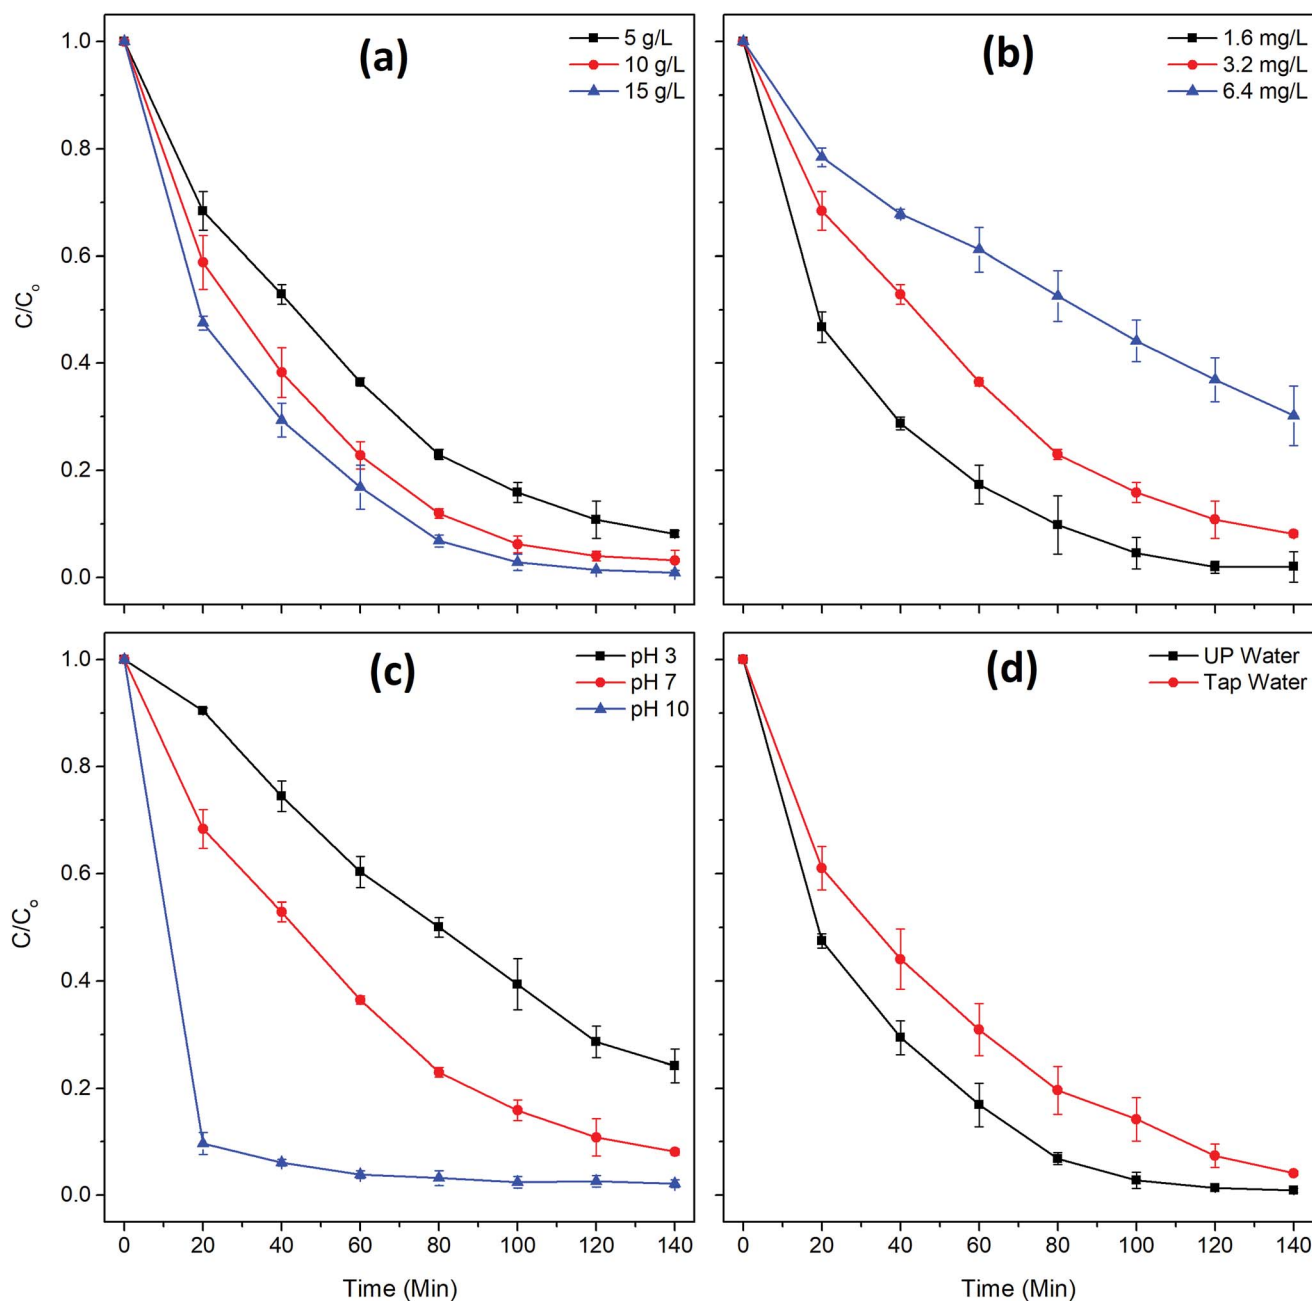 (a)
5 g/L
10 g/L
15 g/L
C/C₀
1.0
0.8
0.6
0.4
0.2
0.0
(b)
1.6 mg/L
3.2 mg/L
6.4 mg/L
(c)
pH 3
pH 7
pH 10
C/C₀
1.0
0.8
0.6
0.4
0.2
0.0
0 20 40 60 80 100 120 140
Time (Min)
(d)
UP Water
Tap Water
0 20 40 60 80 100 120 140
Time (Min)